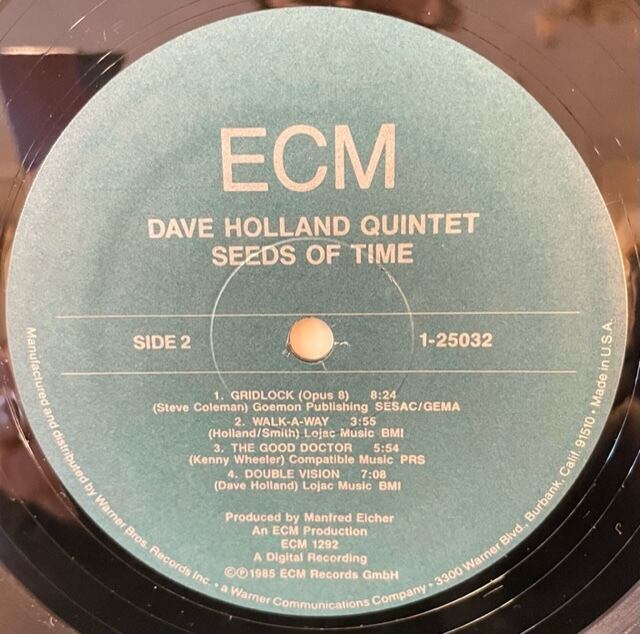 ECM
DAVE HOLLAND QUINTET
SEEDS OF TIME
SIDE 2
1-25032
1. GRIDLOCK (Opus 8) 8:24
(Steve Coleman) Goemon Publishing SESAC/GEMA
2. WALK-A-WAY 3:55
(Holland/Smith) Lojac Music BMI
3. THE GOOD DOCTOR 5:54
(Kenny Wheeler) Compatible Music PRS
4. DOUBLE VISION 7:08
(Dave Holland) Lojac Music BMI
Produced by Manfred Eicher
An ECM Production
ECM 1292
A Digital Recording
©℗1985 ECM Records GmbH
Manufactured and distributed by Warner Bros. Records Inc. • a Warner Communications Company • 3300 Warner Blvd., Burbank, Calif. 91510 • Made in U.S.A.